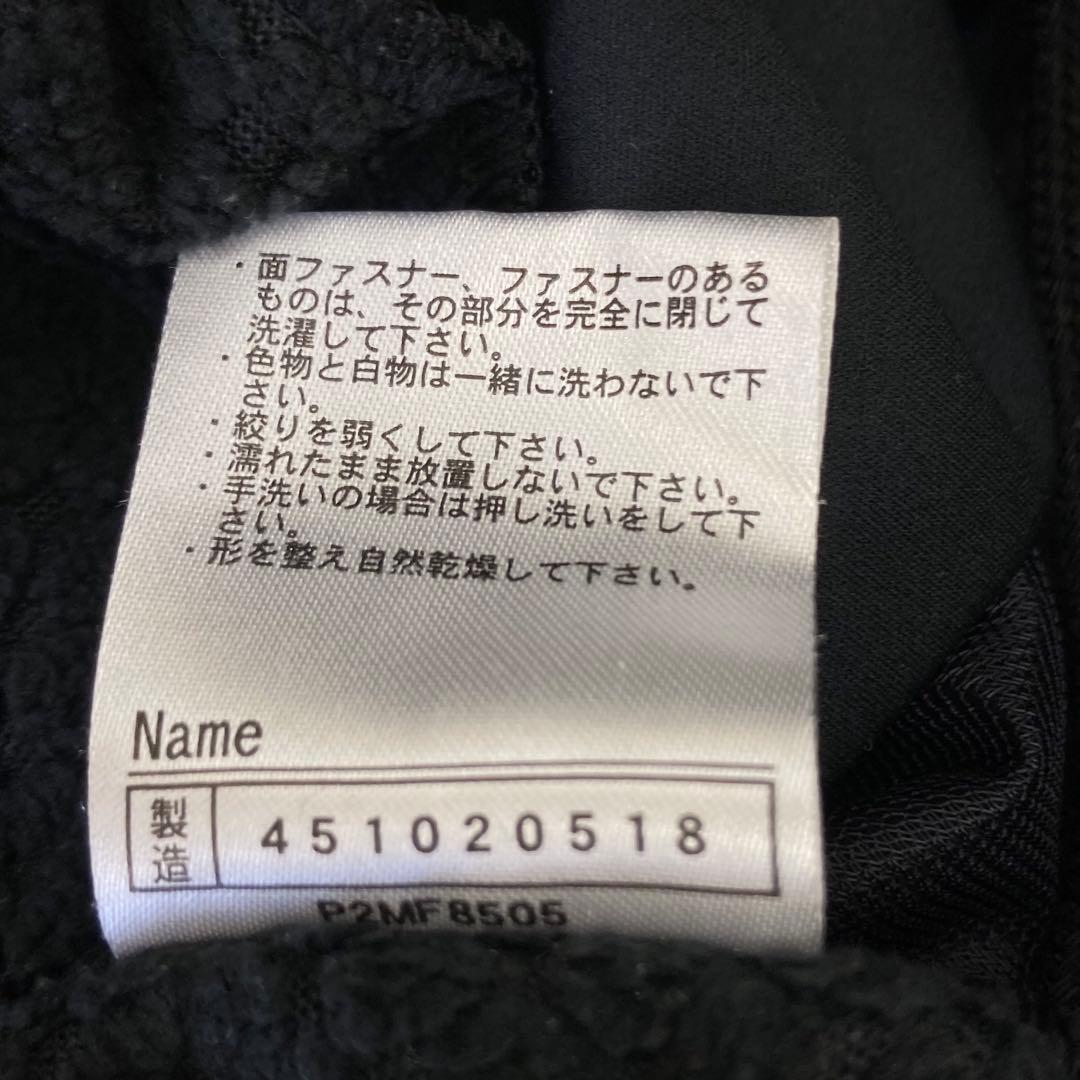 ・面ファスナー、ファスナーのある
ものは、その部分を完全に閉じて
洗濯して下さい。
・色物と白物は一緒に洗わないで下
さい。
・絞りを弱くして下さい。
・濡れたまま放置しないで下さい。
・手洗いの場合は押し洗いをして下
さい。
・形を整え自然乾燥して下さい。
Name
製造 451020518
P2MF8505